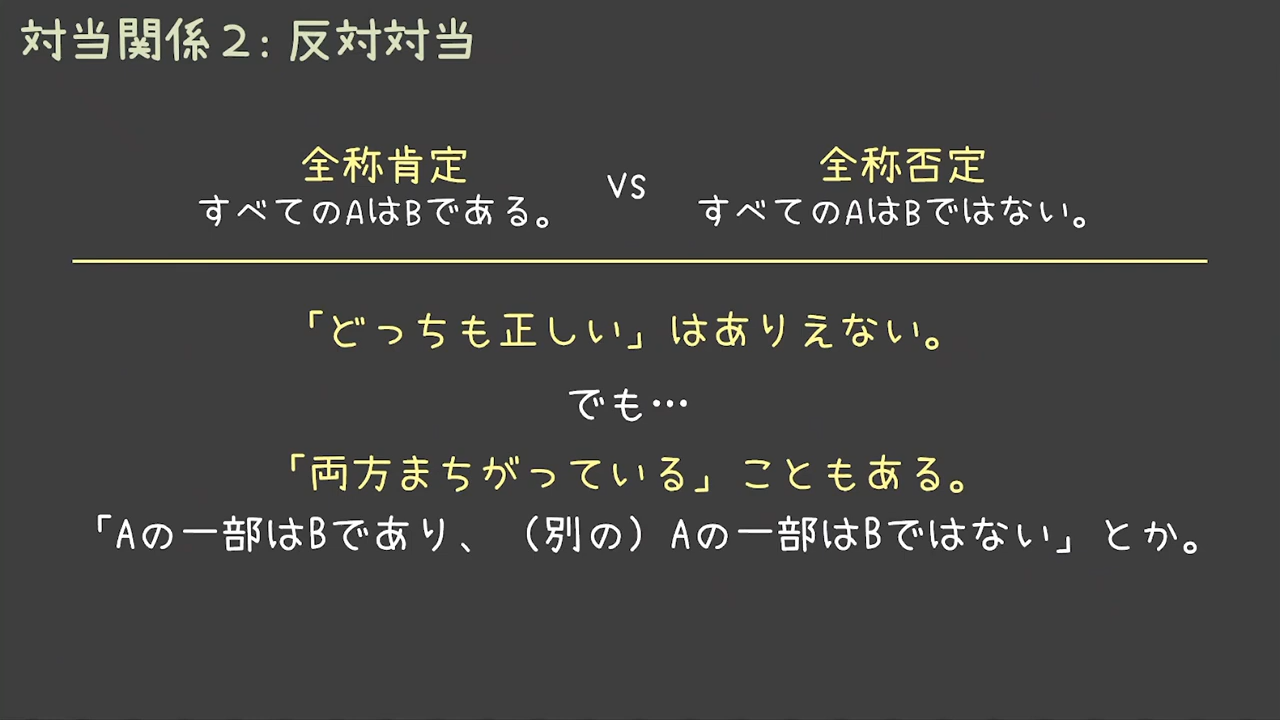 対当関係2: 反対対当
全称肯定
すべてのAはBである。
vs
全称否定
すべてのAはBではない。
「どっちも正しい」はありえない。
でも…
「両方まちがっている」こともある。
「Aの一部はBであり、（別の）Aの一部はBではない」とか。